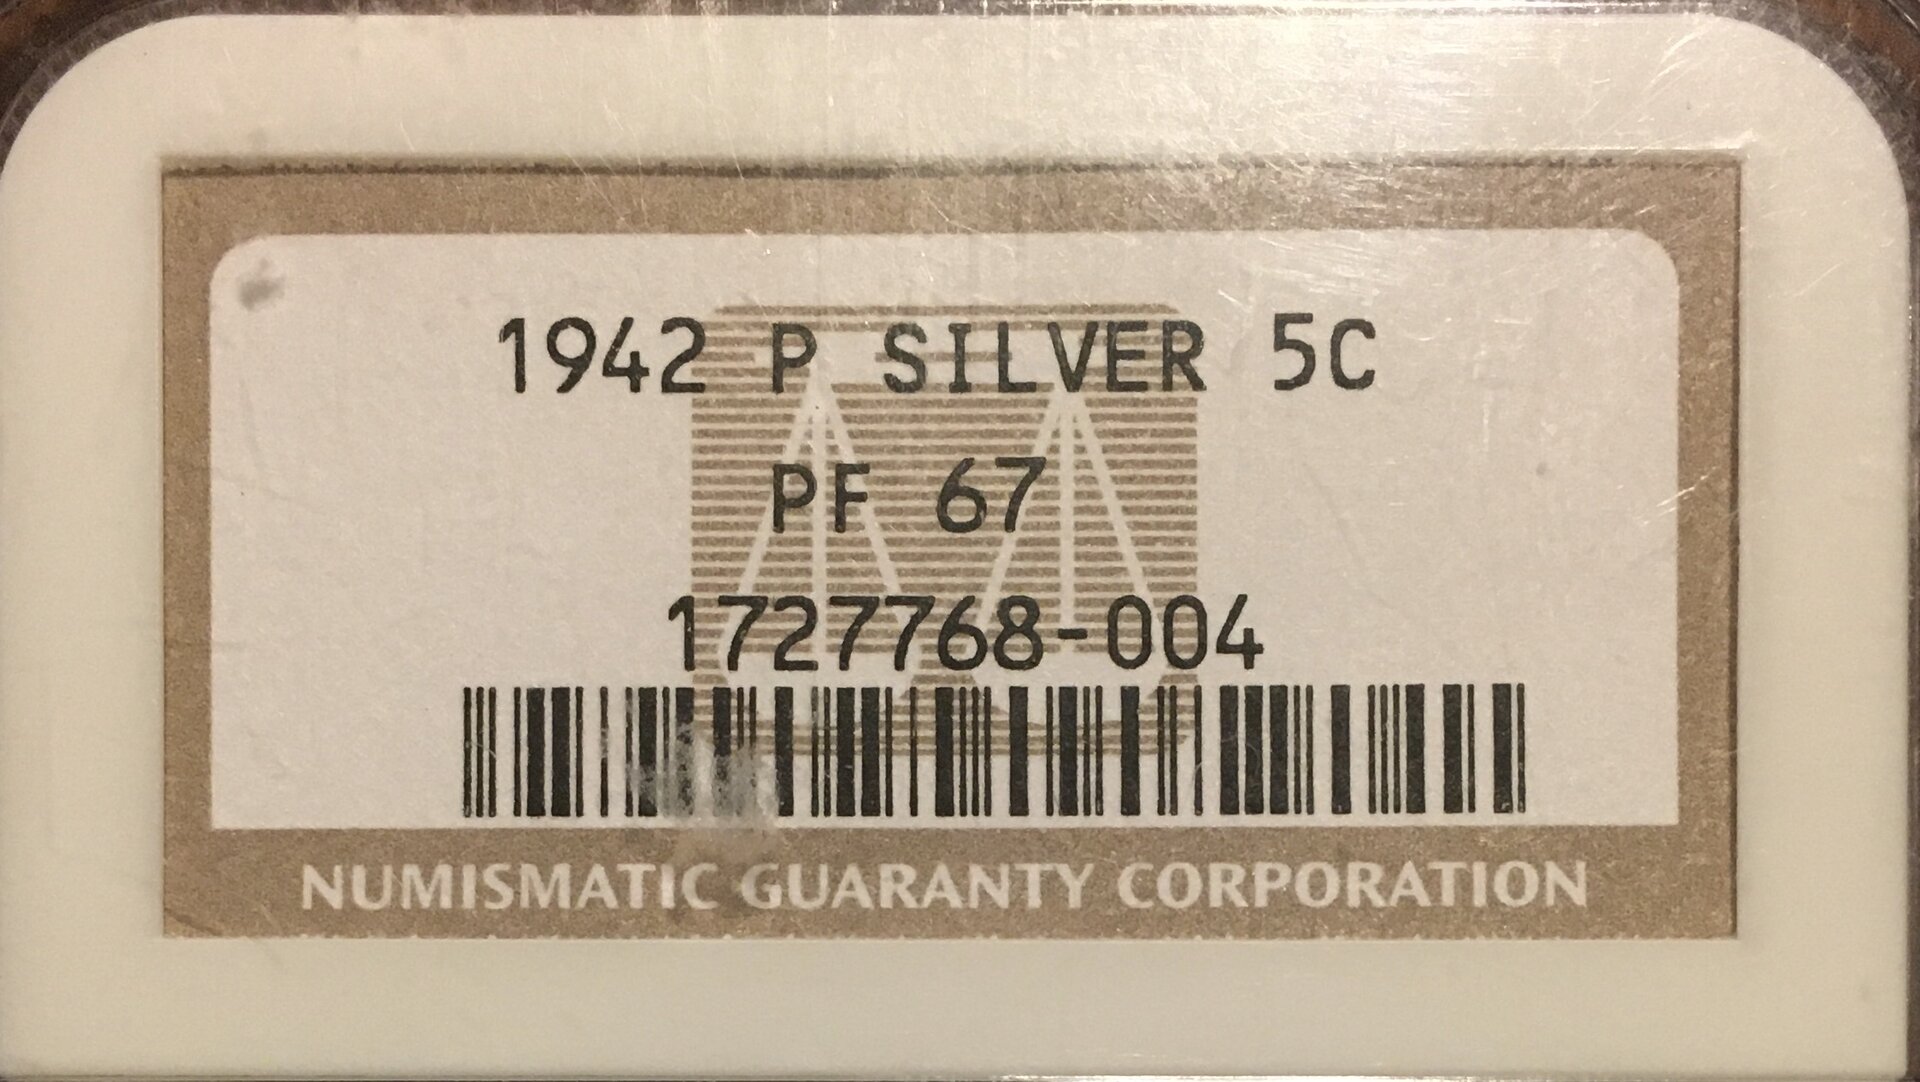 1942 P SILVER 5C
PF 67
1727768-004
NUMISMATIC GUARANTY CORPORATION